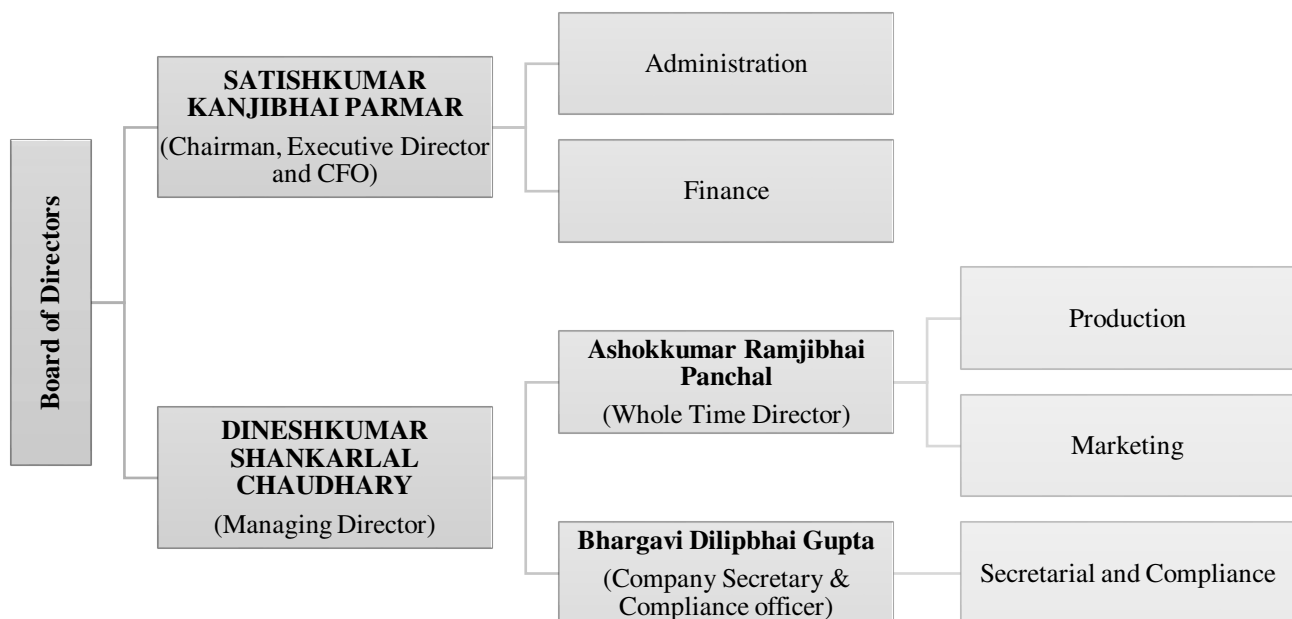 Board of Directors
SATISHKUMAR
KANJIBHAI PARMAR
(Chairman, Executive Director
and CFO)
Administration
Finance
DINESHKUMAR
SHANKARLAL
CHAUDHARY
(Managing Director)
Ashokkumar Ramjibhai
Panchal
(Whole Time Director)
Production
Marketing
Bhargavi Dilipbhai Gupta
(Company Secretary &
Compliance officer)
Secretarial and Compliance